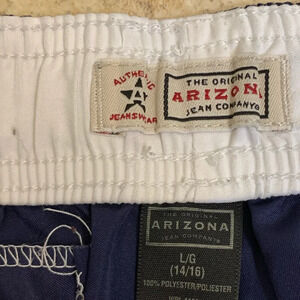 AUTHENTIC
A
JEANSWEAR
THE ORIGINAL
ARIZONA
JEAN COMPANY®
THE ORIGINAL
ARIZONA
JEAN COMPANY®
L/G
(14/16)
100% POLYESTER/POLIESTER